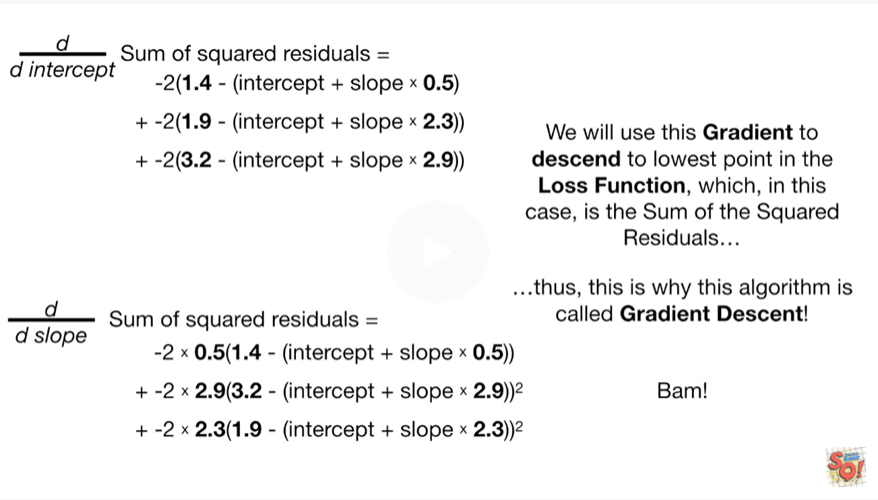 d
d intercept
Sum of squared residuals =
-2(1.4 - (intercept + slope × 0.5)
+ -2(1.9 - (intercept + slope × 2.3))
+ -2(3.2 - (intercept + slope × 2.9))
We will use this Gradient to
descend to lowest point in the
Loss Function, which, in this
case, is the Sum of the Squared
Residuals…
…thus, this is why this algorithm is
called Gradient Descent!
d
d slope
Sum of squared residuals =
-2 × 0.5(1.4 - (intercept + slope × 0.5))
+ -2 × 2.9(3.2 - (intercept + slope × 2.9))²
+ -2 × 2.3(1.9 - (intercept + slope × 2.3))²
Bam!
SQ!